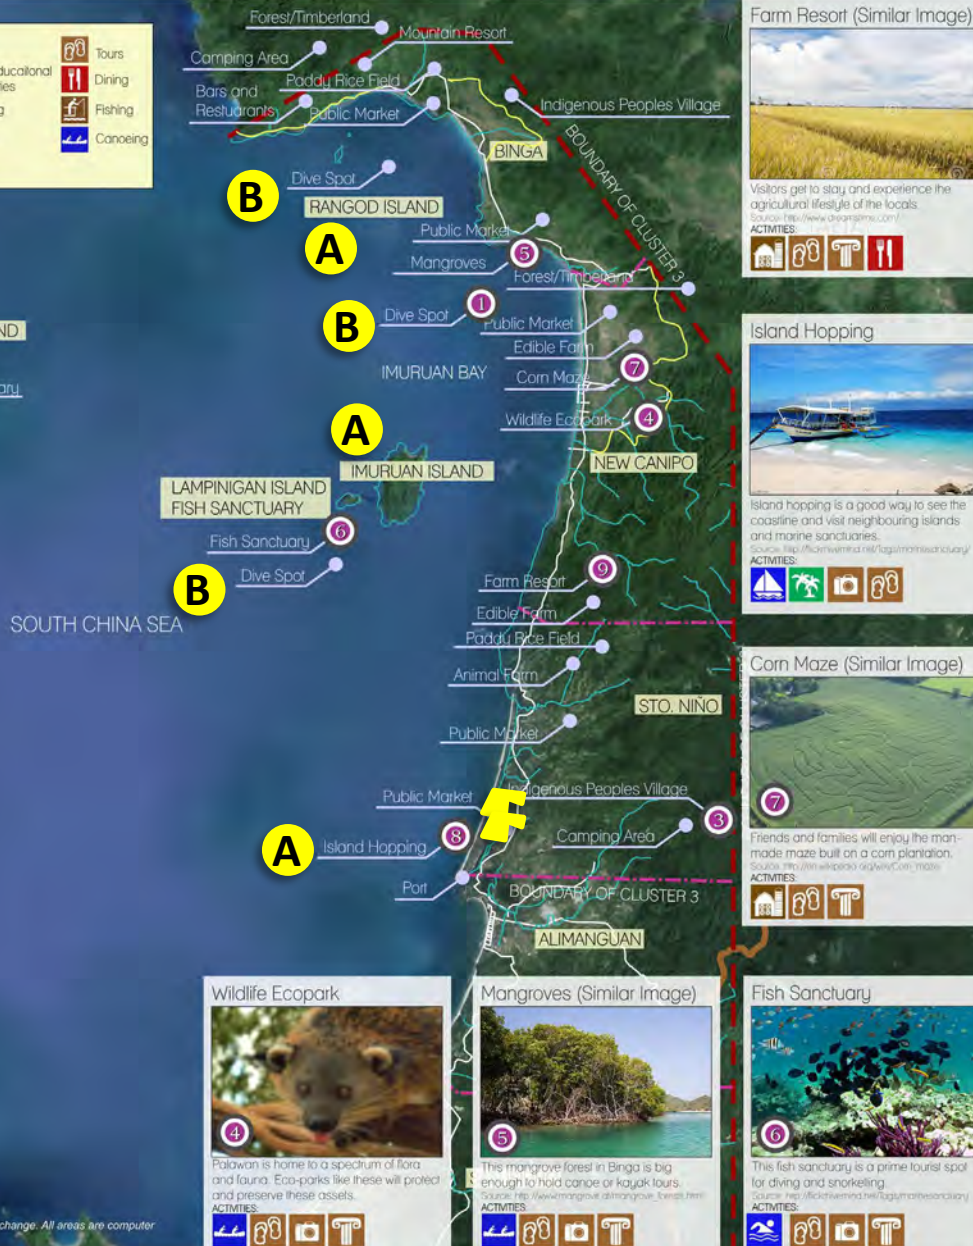 Tours
Dining
Fishing
Canoeing
Forest/Timberland
Mountain Resort
Camping Area
Paddy Rice Field
Bars and
Restuarants
Public Market
Indigenous Peoples Village
BINGA
BOUNDARY OF CLUSTER 3
B
Dive Spot
RANGOD ISLAND
A
Public Market
Mangroves
5
Forest/Timberland
1
B
Dive Spot
Public Market
Edible Farm
IMURUAN BAY
Corn Maze
7
Wildlife Ecopark
4
A
IMURUAN ISLAND
NEW CANIPO
LAMPINIGAN ISLAND
FISH SANCTUARY
6
Fish Sanctuary
B
Dive Spot
9
Farm Resort
Edible Farm
SOUTH CHINA SEA
Paddy Rice Field
Animal Farm
STO. NIÑO
Public Market
Indigenous Peoples Village
Public Market
3
A
Island Hopping
8
Camping Area
Port
BOUNDARY OF CLUSTER 3
ALIMANGUAN
Farm Resort (Similar Image)
Visitors get to stay and experience the
agricultural lifestyle of the locals.
ACTIVITIES:
Island Hopping
Island hopping is a good way to see the
coastline and visit neighbouring islands
and marine sanctuaries.
ACTIVITIES:
Corn Maze (Similar Image)
7
Friends and families will enjoy the man-
made maze built on a corn plantation.
ACTIVITIES:
Wildlife Ecopark
4
Palawan is home to a spectrum of flora
and fauna. Eco-parks like these will protect
and preserve these assets.
ACTIVITIES:
Mangroves (Similar Image)
5
This mangrove forest in Binga is big
enough to hold canoe or kayak tours.
ACTIVITIES:
Fish Sanctuary
6
This fish sanctuary is a prime tourist spot
for diving and snorkelling.
ACTIVITIES:
change. All areas are computer